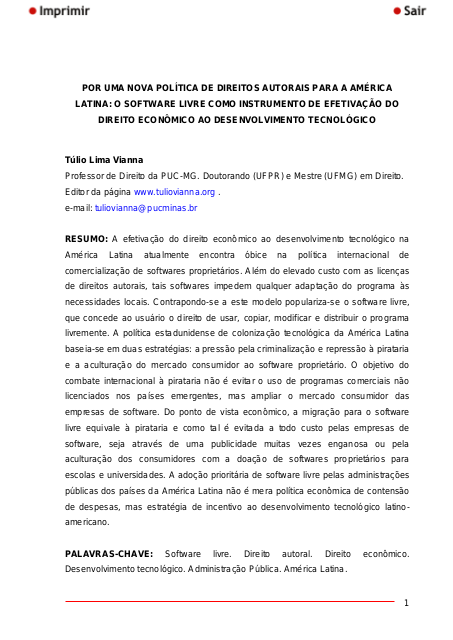 Imprimir
Sair
POR UMA NOVA POLÍTICA DE DIREITOS AUTORAIS PARA A AMÉRICA
LATINA: O SOFTWARE LIVRE COMO INSTRUMENTO DE EFETIVAÇÃO DO
DIREITO ECONÔMICO AO DESENVOLVIMENTO TECNOLÓGICO
Túlio Lima Vianna
Professor de Direito da PUC-MG. Doutorando (UFPR) e Mestre (UFMG) em Direito.
Editor da página www.tuliovianna.org .
e-mail: tuliovianna@pucminas.br
RESUMO: A efetivação do direito econômico ao desenvolvimento tecnológico na
América Latina atualmente encontra óbice na política internacional de
comercialização de softwares proprietários. Além do elevado custo com as licenças
de direitos autorais, tais softwares impedem qualquer adaptação do programa às
necessidades locais. Contrapondo-se a este modelo populariza-se o software livre,
que concede ao usuário o direito de usar, copiar, modificar e distribuir o programa
livremente. A política estadunidense de colonização tecnológica da América Latina
baseia-se em duas estratégias: a pressão pela criminalização e repressão à pirataria
e a aculturação do mercado consumidor ao software proprietário. O objetivo do
combate internacional à pirataria não é evitar o uso de programas comerciais não
licenciados nos países emergentes, mas ampliar o mercado consumidor das
empresas de software. Do ponto de vista econômico, a migração para o software
livre equivale à pirataria e como tal é evitada a todo custo pelas empresas de
software, seja através de uma publicidade muitas vezes enganosa ou pela
aculturação dos consumidores com a doação de softwares proprietários para
escolas e universidades. A adoção prioritária de software livre pelas administrações
públicas dos países da América Latina não é mera política econômica de contensão
de despesas, mas estratégia de incentivo ao desenvolvimento tecnológico latino-
americano.
PALAVRAS-CHAVE: Software livre. Direito autoral. Direito econômico.
Desenvolvimento tecnológico. Administração Pública. América Latina.
1